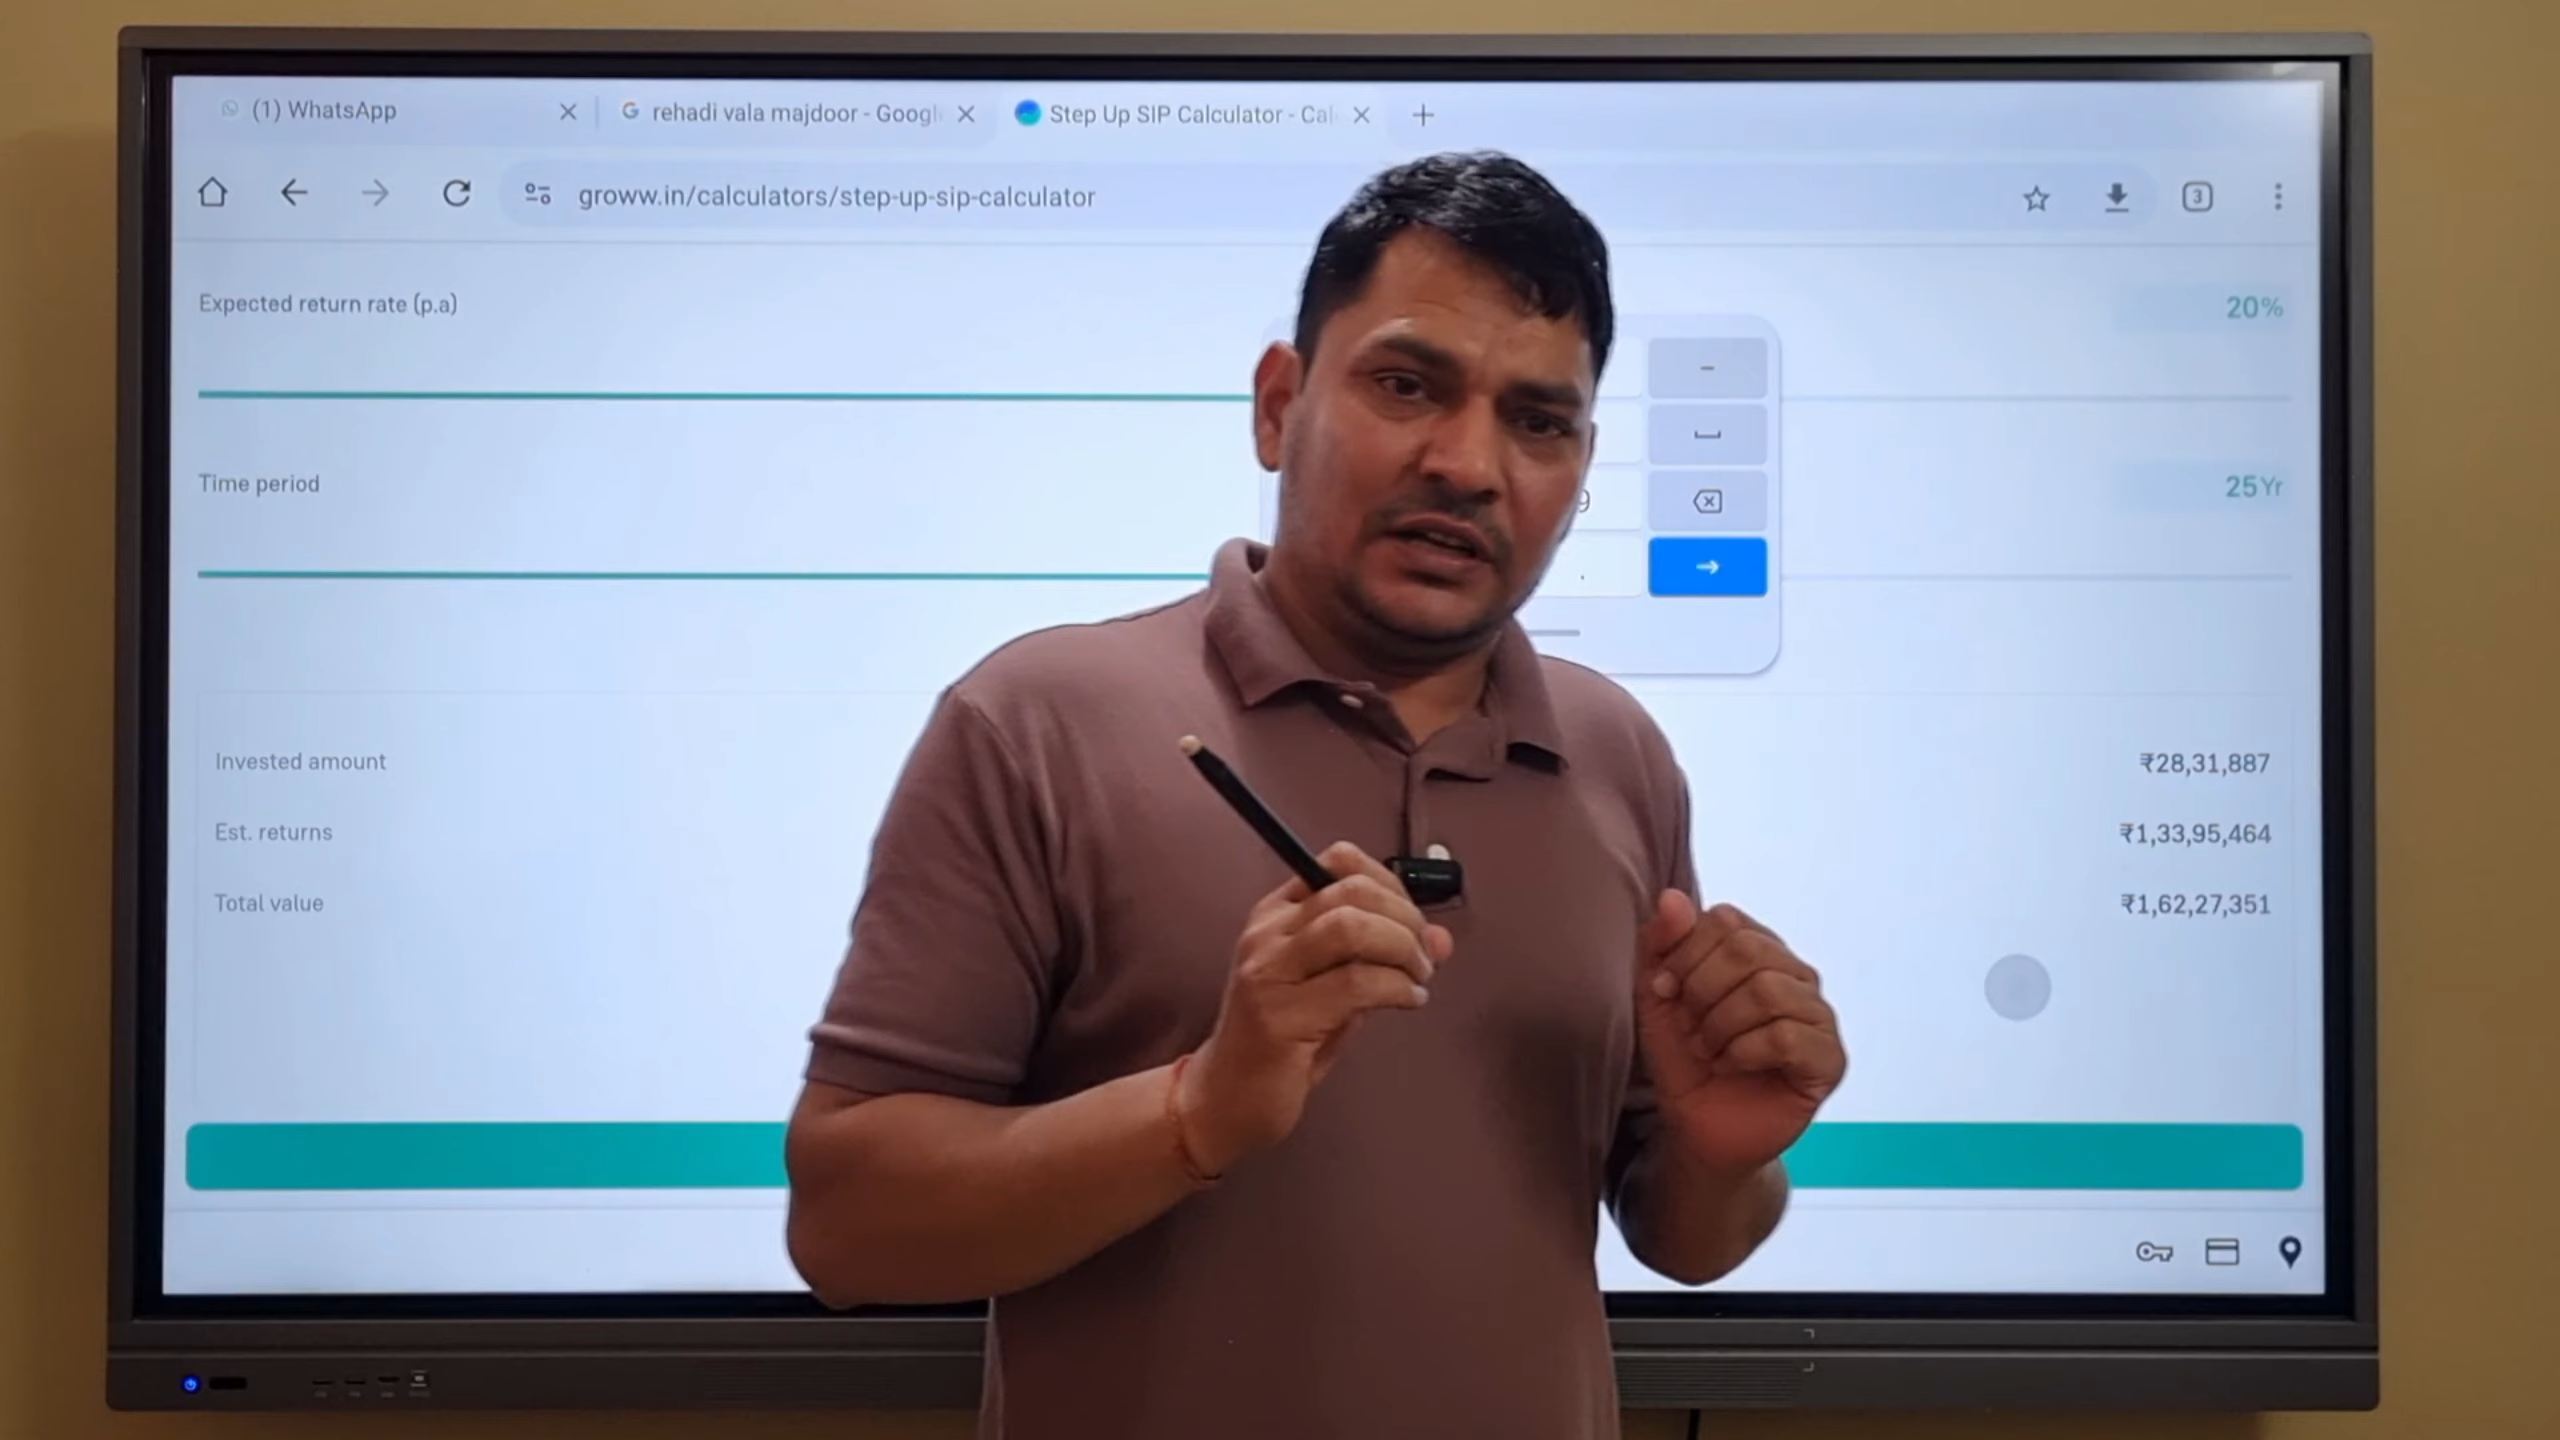 (1) WhatsApp
rehadi vala majdoor - Googl
Step Up SIP Calculator - Cal
groww.in/calculators/step-up-sip-calculator
3
Expected return rate (p.a)
20%
Time period
25Yr
9
Invested amount
₹28,31,887
Est. returns
₹1,33,95,464
Total value
₹1,62,27,351